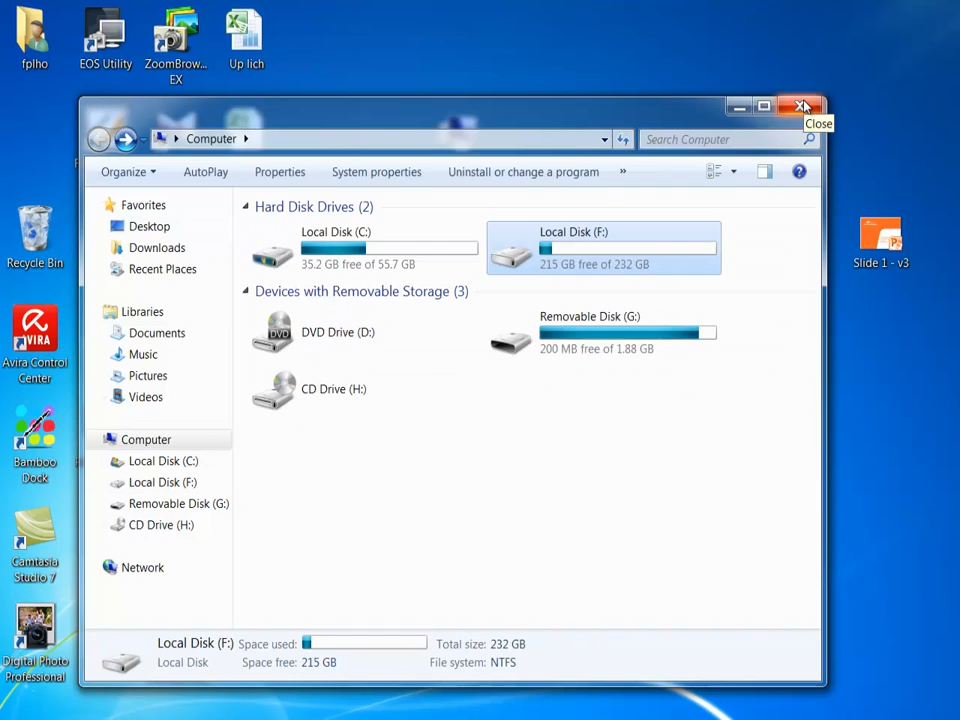 fplho
EOS Utility
ZoomBrow...
EX
Up lich
Close
Computer
Search Computer
Organize
AutoPlay
Properties
System properties
Uninstall or change a program
»
Favorites
Desktop
Downloads
Recent Places
Libraries
Documents
Music
Pictures
Videos
Computer
Local Disk (C:)
Local Disk (F:)
Removable Disk (G:)
CD Drive (H:)
Network
Hard Disk Drives (2)
Local Disk (C:)
35.2 GB free of 55.7 GB
Local Disk (F:)
215 GB free of 232 GB
Devices with Removable Storage (3)
DVD
DVD Drive (D:)
Removable Disk (G:)
200 MB free of 1.88 GB
CD Drive (H:)
Local Disk (F:) Space used:
Total size: 232 GB
Local Disk
Space free: 215 GB
File system: NTFS
Recycle Bin
AVIRA
Avira Control
Center
Bamboo
Dock
Camtasia
Studio 7
Digital Photo
Professional
Slide 1 - v3